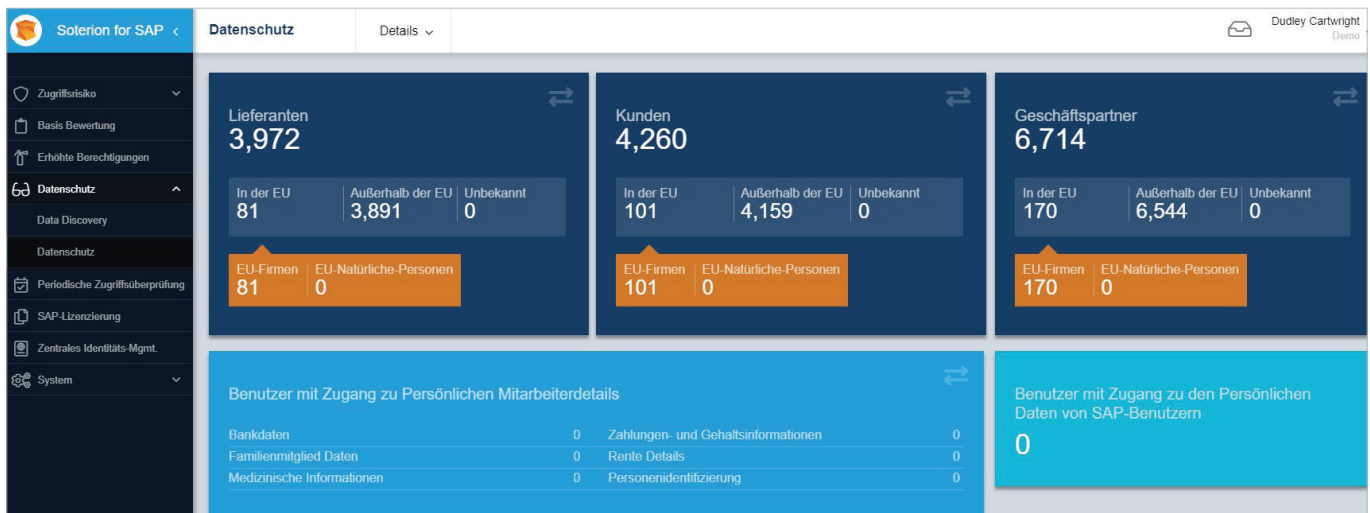 Soterion for SAP
Datenschutz
Details
Dudley Cartwright
Demo
Zugriffsrisiko
Basis Bewertung
Erhöhte Berechtigungen
Datenschutz
Data Discovery
Datenschutz
Periodische Zugriffsüberprüfung
SAP-Lizenzierung
Zentrales Identitäts-Mgmt.
System
Lieferanten
3,972
In der EU Außerhalb der EU Unbekannt
81 3,891 0
EU-Firmen EU-Natürliche-Personen
81 0
Kunden
4,260
In der EU Außerhalb der EU Unbekannt
101 4,159 0
EU-Firmen EU-Natürliche-Personen
101 0
Geschäftspartner
6,714
In der EU Außerhalb der EU Unbekannt
170 6,544 0
EU-Firmen EU-Natürliche-Personen
170 0
Benutzer mit Zugang zu Persönlichen Mitarbeiterdetails
Bankdaten 0 Zahlungen- und Gehaltsinformationen 0
Familienmitglied Daten 0 Rente Details 0
Medizinische Informationen 0 Personenidentifizierung 0
Benutzer mit Zugang zu den Persönlichen
Daten von SAP-Benutzern
0